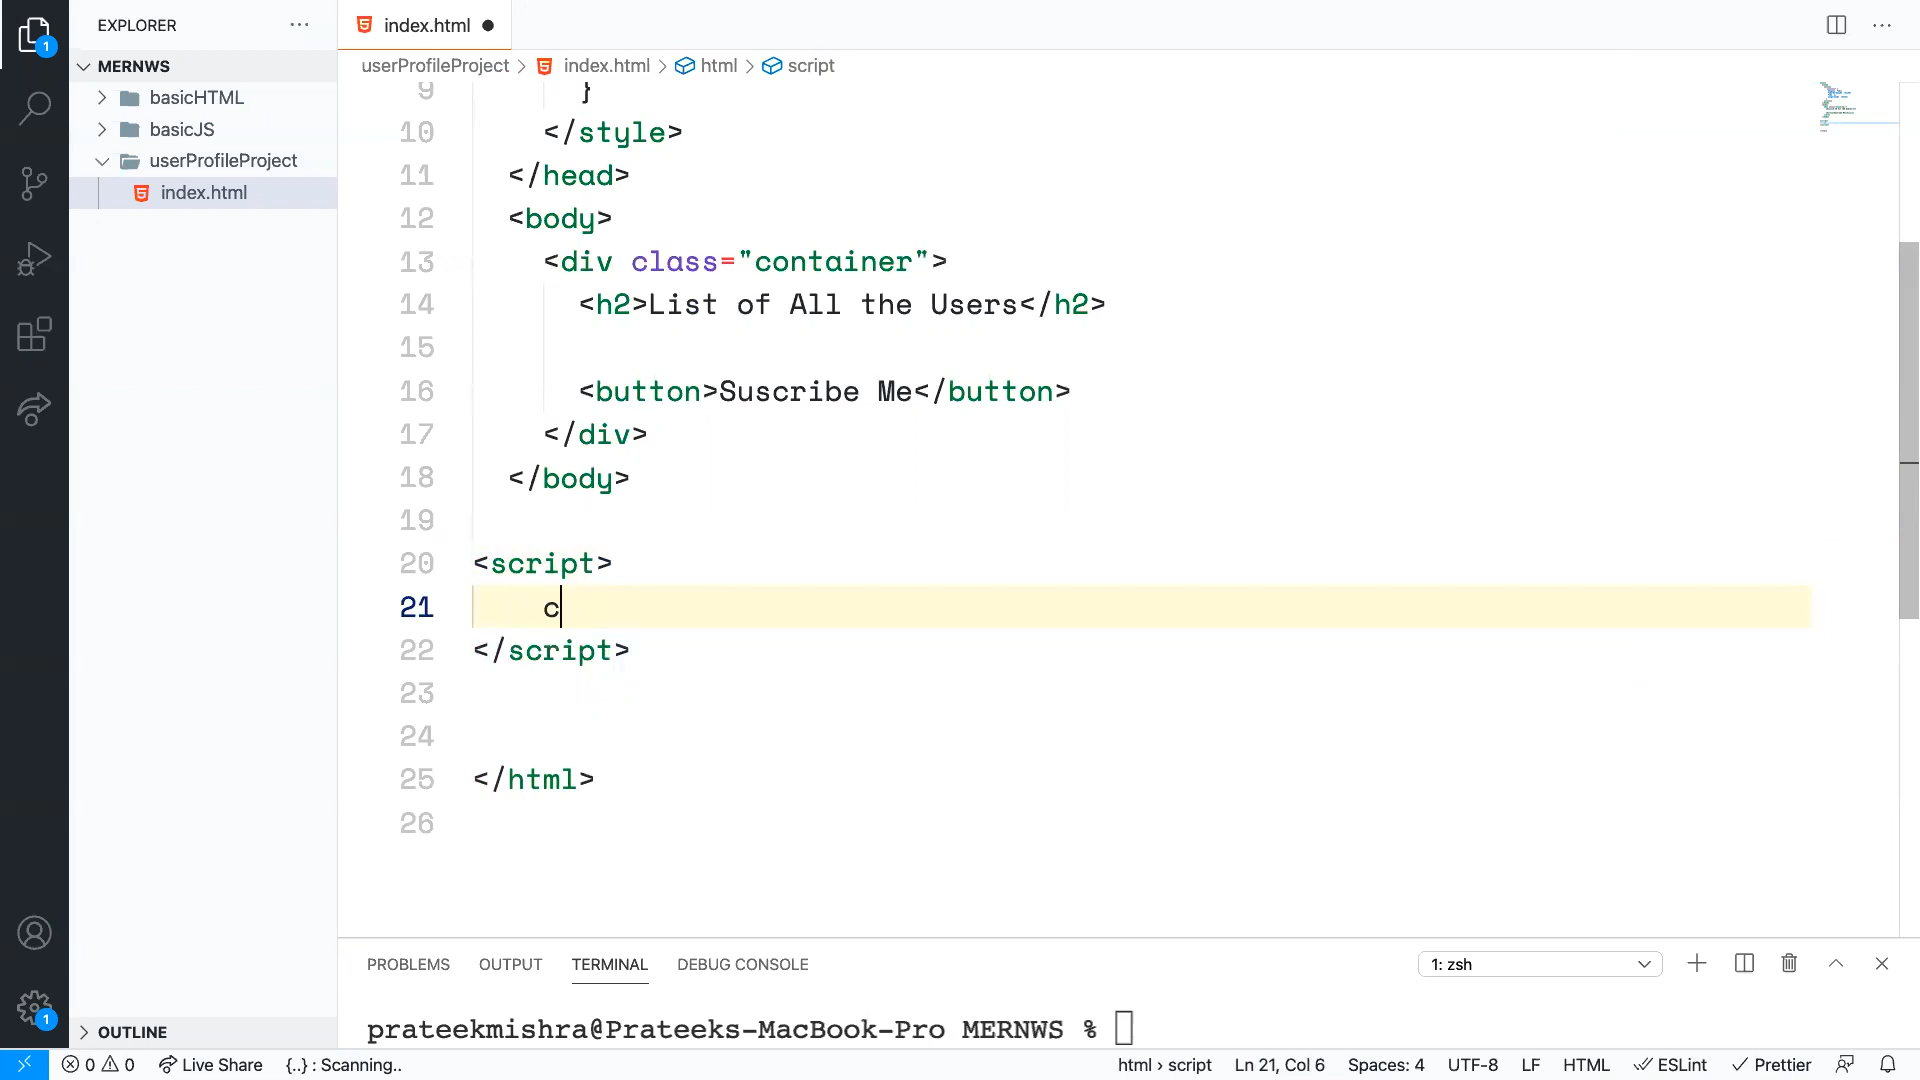 EXPLORER
MERNWS
basicHTML
basicJS
userProfileProject
index.html
OUTLINE
index.html
userProfileProject > index.html > html > script
9 }
10 </style>
11 </head>
12 <body>
13 <div class="container">
14 <h2>List of All the Users</h2>
15
16 <button>Suscribe Me</button>
17 </div>
18 </body>
19
20 <script>
21 c
22 </script>
23
24
25 </html>
26
PROBLEMS OUTPUT TERMINAL DEBUG CONSOLE 1: zsh
prateekmishra@Prateeks-MacBook-Pro MERNWS %
1
1
0 0 Live Share {..} : Scanning.. html › script Ln 21, Col 6 Spaces: 4 UTF-8 LF HTML ESLint Prettier